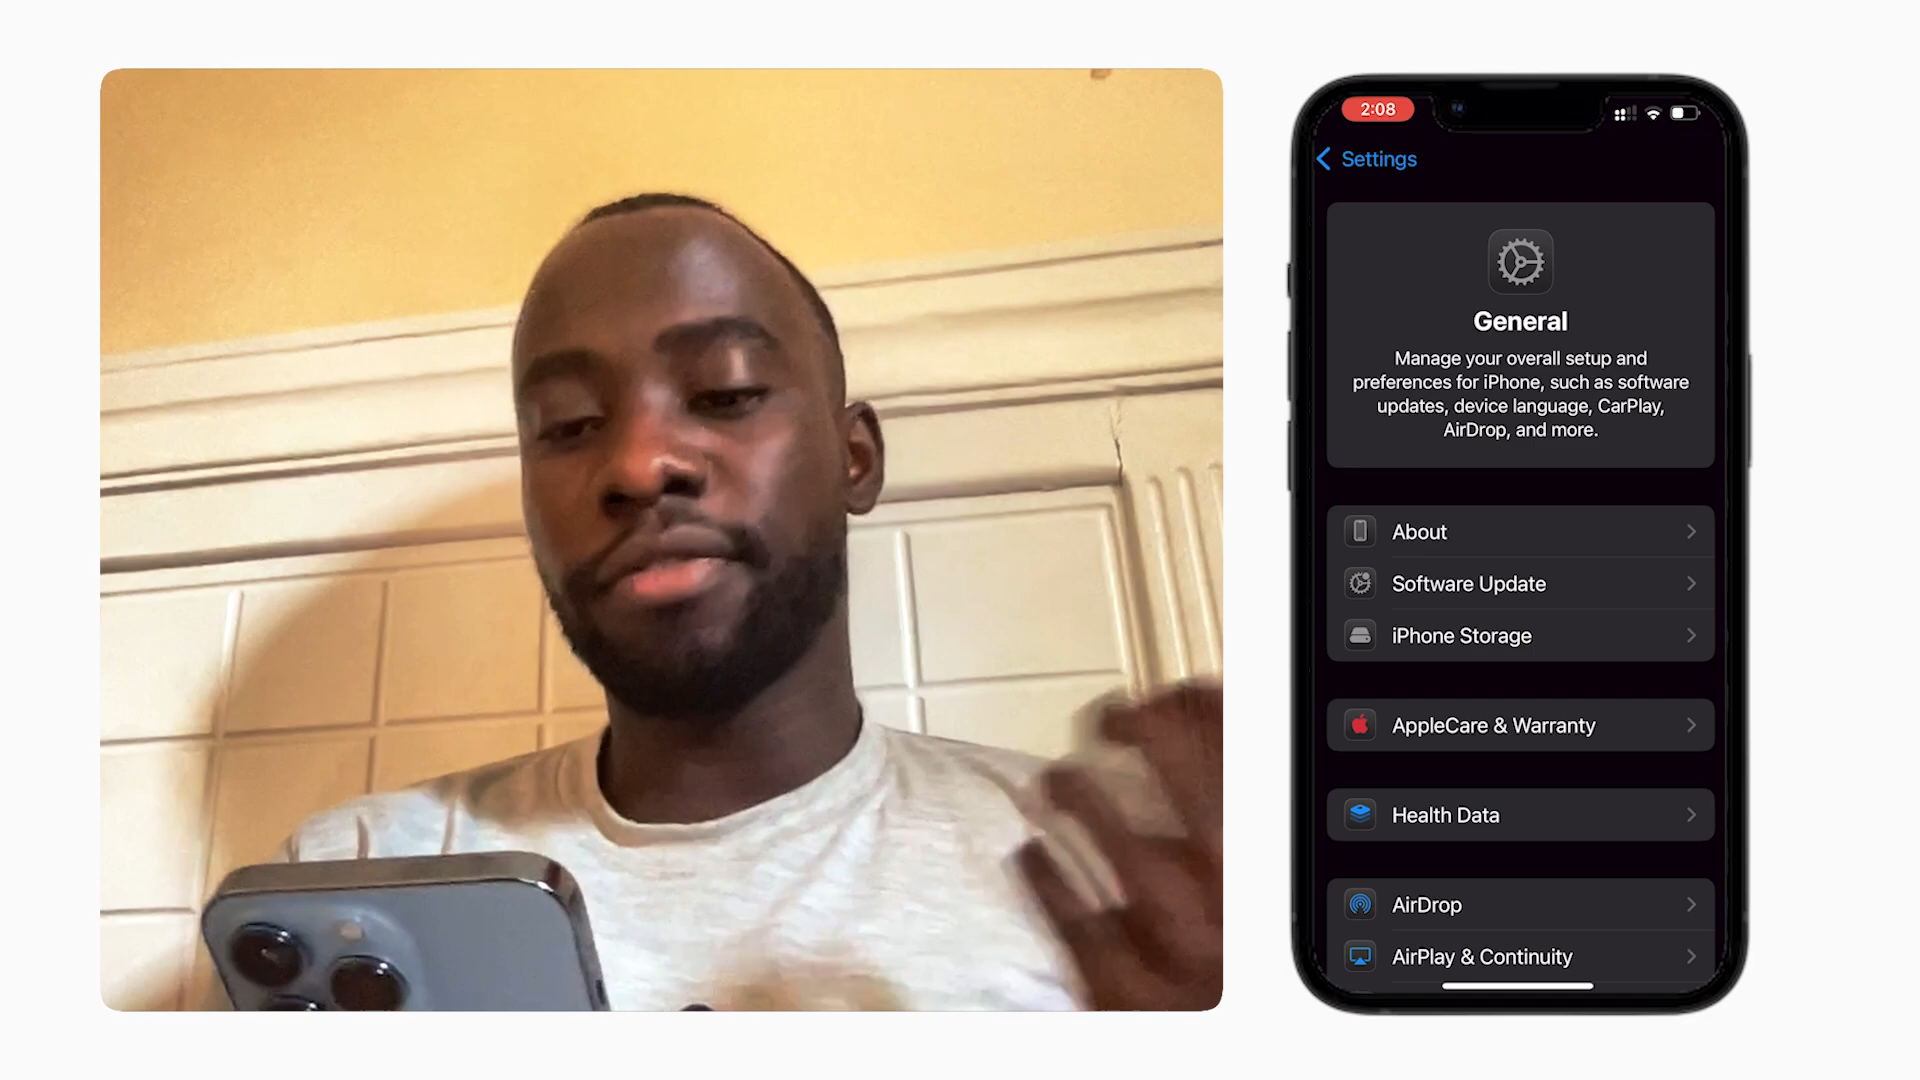 2:08
Settings
General
Manage your overall setup and
preferences for iPhone, such as software
updates, device language, CarPlay,
AirDrop, and more.
About
Software Update
iPhone Storage
AppleCare & Warranty
Health Data
AirDrop
AirPlay & Continuity